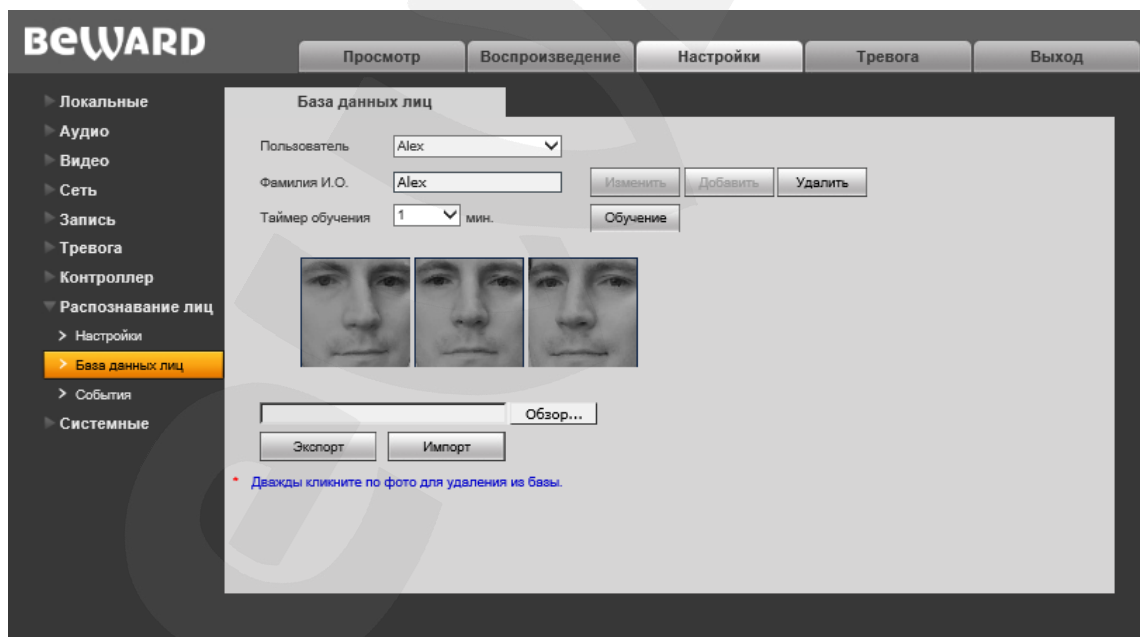 BEWARD
Просмотр Воспроизведение Настройки Тревога Выход
Локальные
Аудио
Видео
Сеть
Запись
Тревога
Контроллер
Распознавание лиц
> Настройки
> База данных лиц
> События
Системные
База данных лиц
Пользователь Alex
Фамилия И.О. Alex Изменить Добавить Удалить
Таймер обучения 1 мин. Обучение
Обзор...
Экспорт Импорт
* Дважды кликните по фото для удаления из базы.